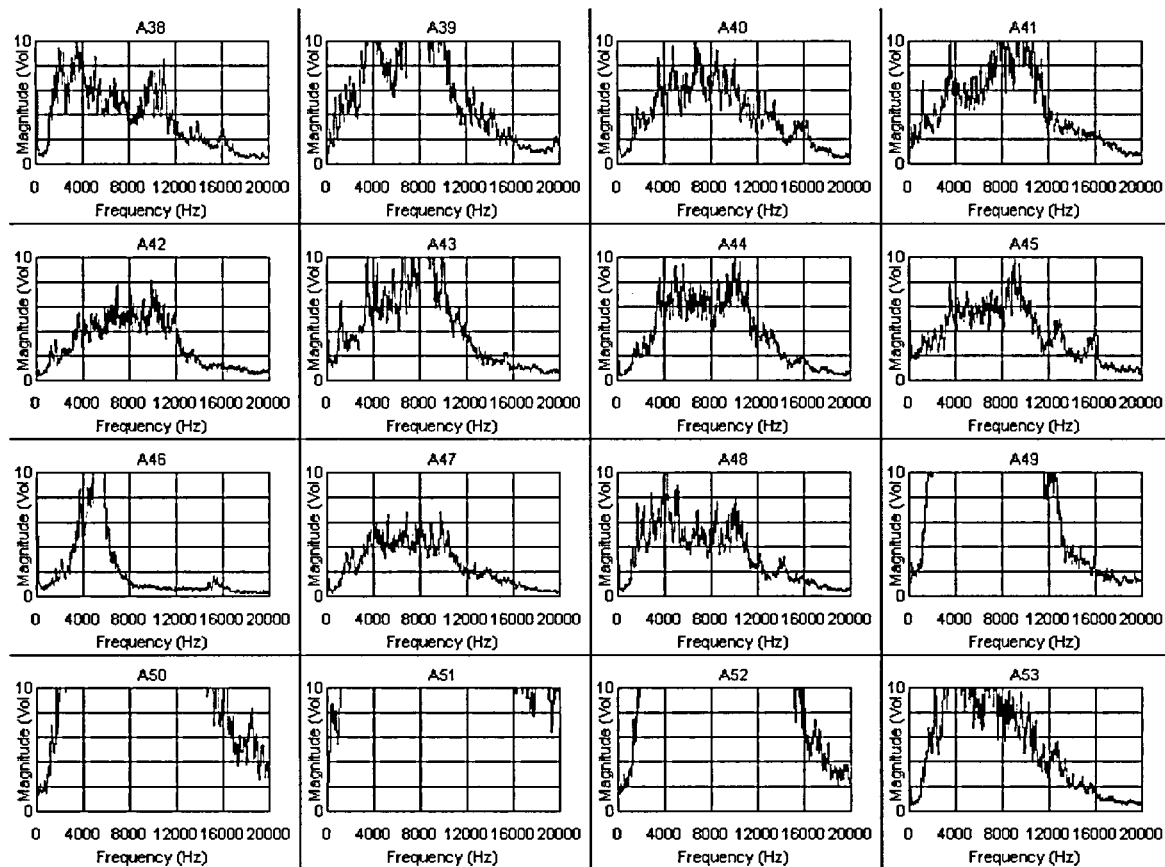 A38 A39 A40 A41
10 10 10 10
Magnitude (Vol Magnitude (Vol Magnitude (Vol Magnitude (Vol
0 0 0 0
0 4000 8000 12000 16000 20000 0 4000 8000 12000 16000 20000 0 4000 8000 12000 16000 20000 0 4000 8000 12000 16000 20000
Frequency (Hz) Frequency (Hz) Frequency (Hz) Frequency (Hz)
A42 A43 A44 A45
10 10 10 10
Magnitude (Vol Magnitude (Vol Magnitude (Vol Magnitude (Vol
0 0 0 0
0 4000 8000 12000 16000 20000 0 4000 8000 12000 16000 20000 0 4000 8000 12000 16000 20000 0 4000 8000 12000 16000 20000
Frequency (Hz) Frequency (Hz) Frequency (Hz) Frequency (Hz)
A46 A47 A48 A49
10 10 10 10
Magnitude (Vol Magnitude (Vol Magnitude (Vol Magnitude (Vol
0 0 0 0
0 4000 8000 12000 16000 20000 0 4000 8000 12000 16000 20000 0 4000 8000 12000 16000 20000 0 4000 8000 12000 16000 20000
Frequency (Hz) Frequency (Hz) Frequency (Hz) Frequency (Hz)
A50 A51 A52 A53
10 10 10 10
Magnitude (Vol Magnitude (Vol Magnitude (Vol Magnitude (Vol
0 0 0 0
0 4000 8000 12000 16000 20000 0 4000 8000 12000 16000 20000 0 4000 8000 12000 16000 20000 0 4000 8000 12000 16000 20000
Frequency (Hz) Frequency (Hz) Frequency (Hz) Frequency (Hz)